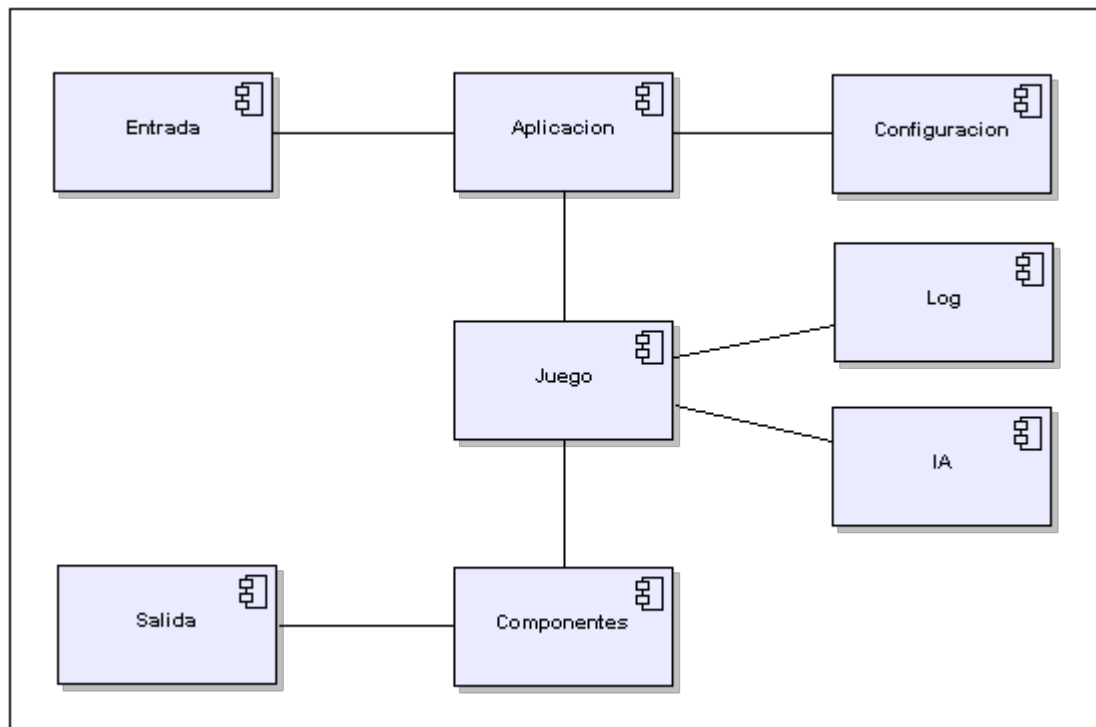 Entrada
Aplicacion
Configuracion
Log
Juego
IA
Salida
Componentes